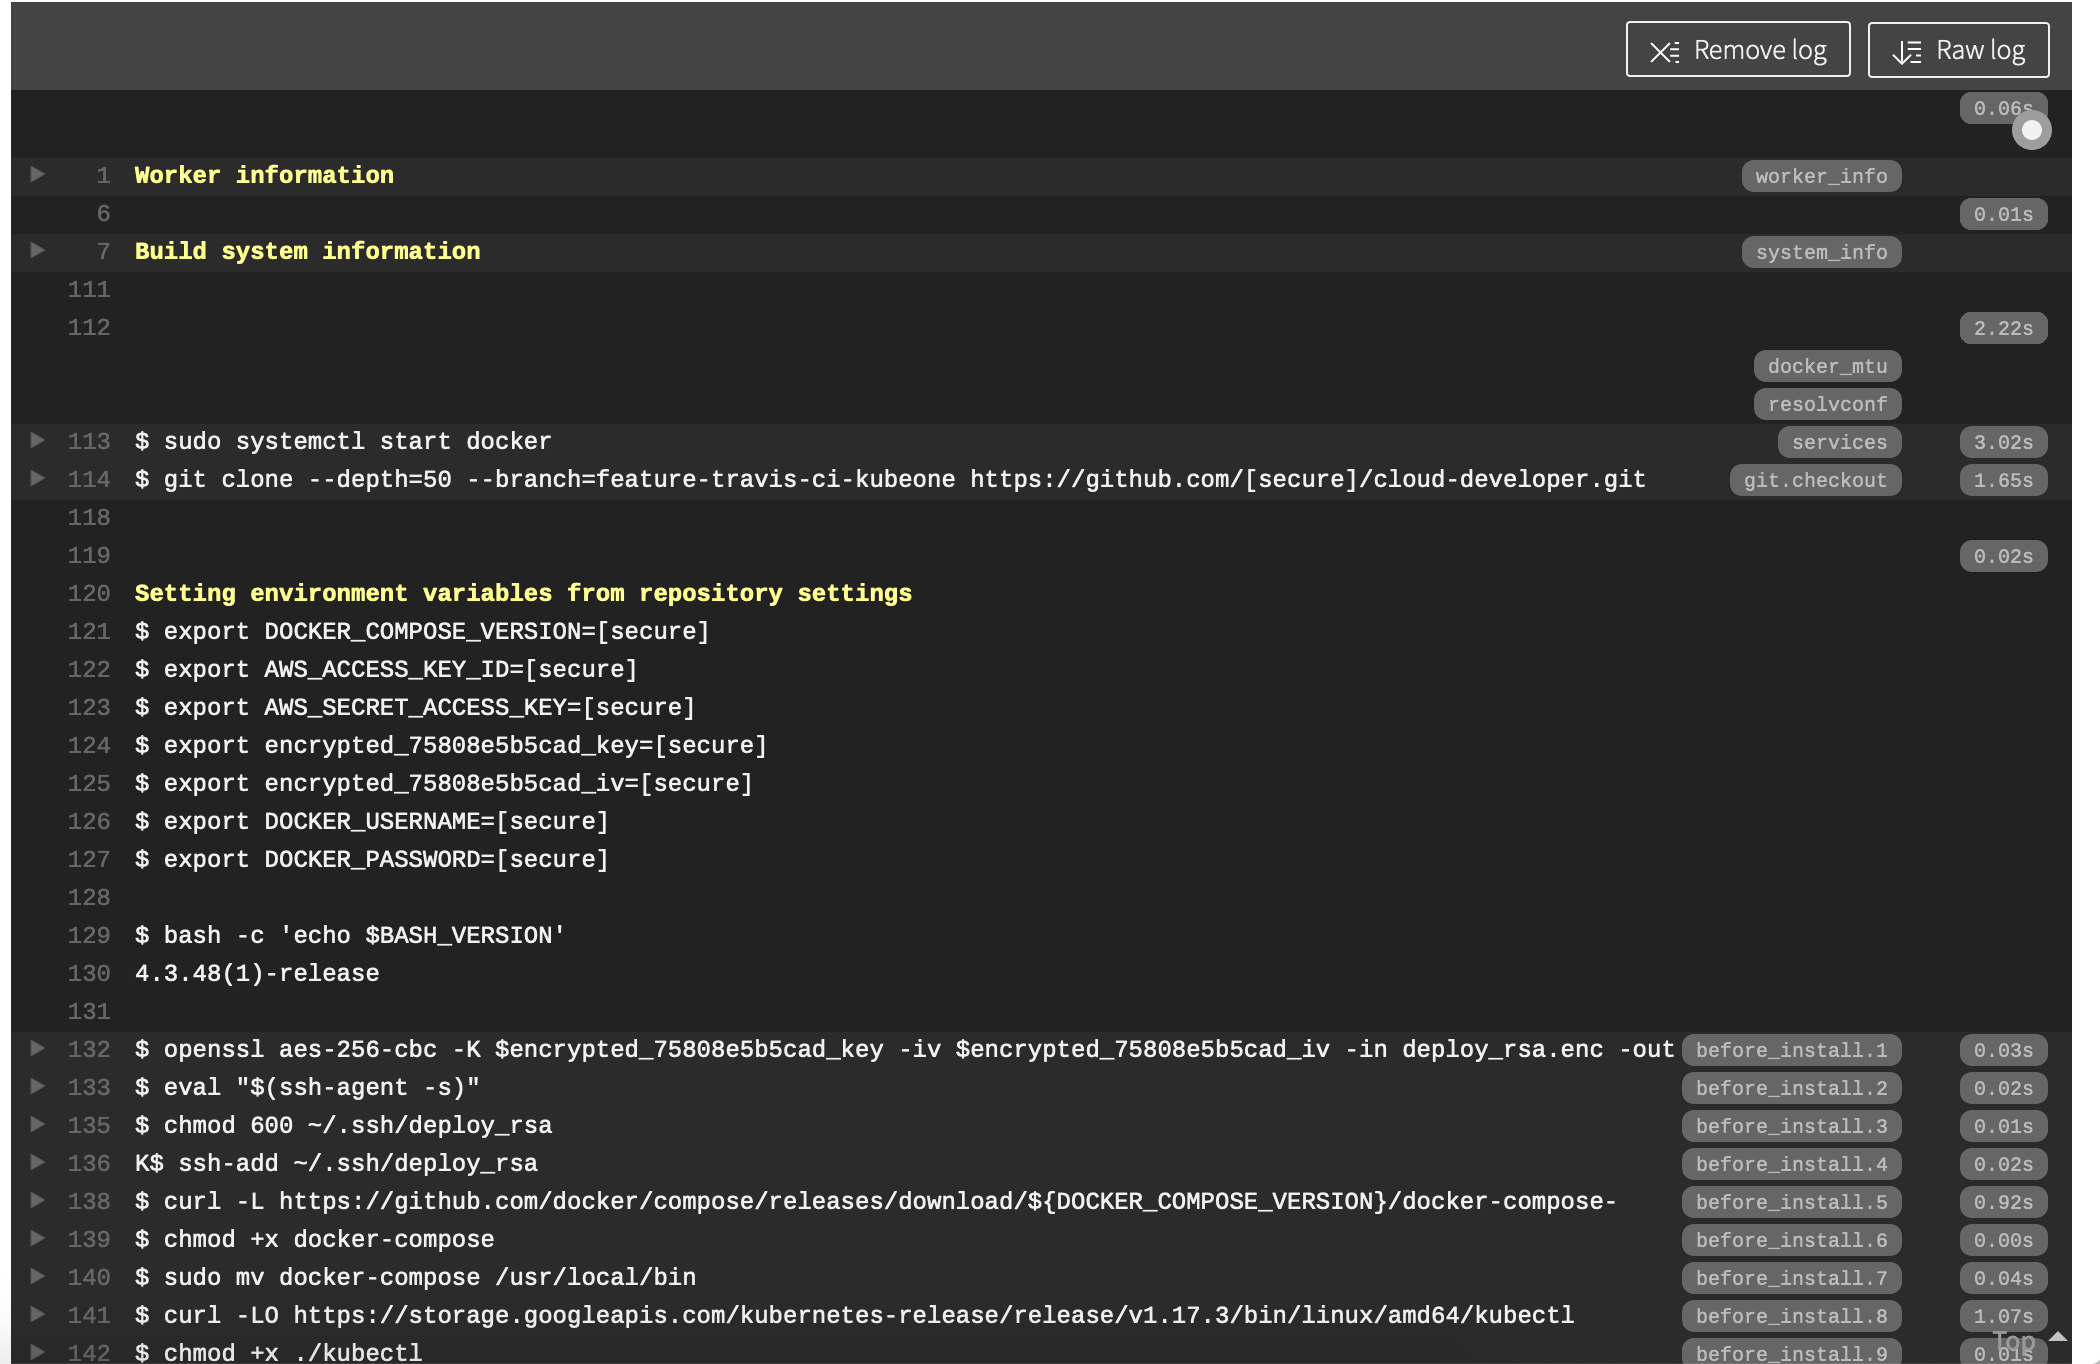 Remove log Raw log
0.06s
1 Worker information worker_info
6 0.01s
7 Build system information system_info
111
112 2.22s
docker_mtu
resolvconf
113 $ sudo systemctl start docker services 3.02s
114 $ git clone --depth=50 --branch=feature-travis-ci-kubeone https://github.com/[secure]/cloud-developer.git git.checkout 1.65s
118
119 0.02s
120 Setting environment variables from repository settings
121 $ export DOCKER_COMPOSE_VERSION=[secure]
122 $ export AWS_ACCESS_KEY_ID=[secure]
123 $ export AWS_SECRET_ACCESS_KEY=[secure]
124 $ export encrypted_75808e5b5cad_key=[secure]
125 $ export encrypted_75808e5b5cad_iv=[secure]
126 $ export DOCKER_USERNAME=[secure]
127 $ export DOCKER_PASSWORD=[secure]
128
129 $ bash -c 'echo $BASH_VERSION'
130 4.3.48(1)-release
131
132 $ openssl aes-256-cbc -K $encrypted_75808e5b5cad_key -iv $encrypted_75808e5b5cad_iv -in deploy_rsa.enc -out before_install.1 0.03s
133 $ eval "$(ssh-agent -s)" before_install.2 0.02s
135 $ chmod 600 ~/.ssh/deploy_rsa before_install.3 0.01s
136 K$ ssh-add ~/.ssh/deploy_rsa before_install.4 0.02s
138 $ curl -L https://github.com/docker/compose/releases/download/${DOCKER_COMPOSE_VERSION}/docker-compose- before_install.5 0.92s
139 $ chmod +x docker-compose before_install.6 0.00s
140 $ sudo mv docker-compose /usr/local/bin before_install.7 0.04s
141 $ curl -LO https://storage.googleapis.com/kubernetes-release/release/v1.17.3/bin/linux/amd64/kubectl before_install.8 1.07s
Top
142 $ chmod +x ./kubectl before_install.9 0.01s